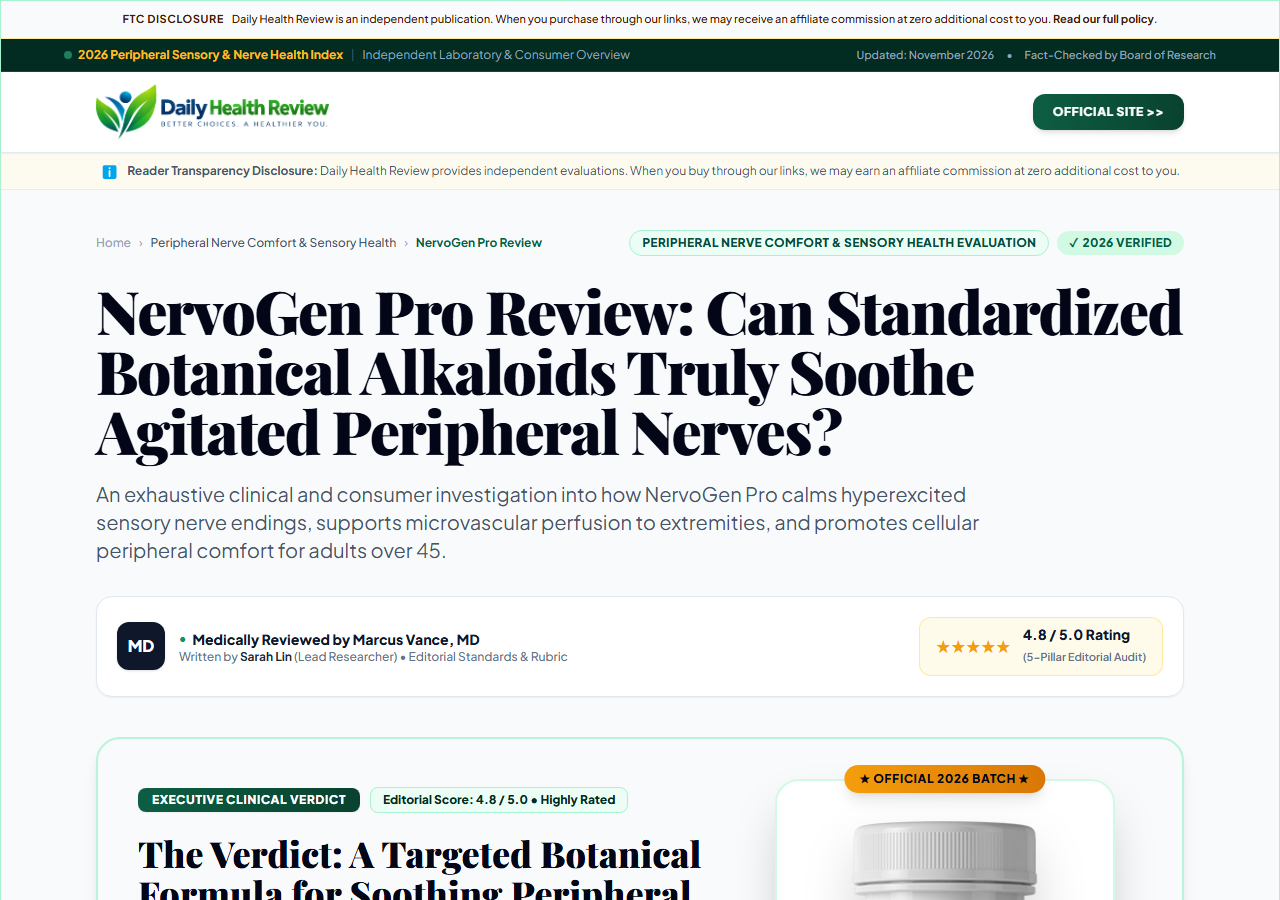 FTC DISCLOSURE Daily Health Review is an independent publication. When you purchase through our links, we may receive an affiliate commission at zero additional cost to you. Read our full policy.
2026 Peripheral Sensory & Nerve Health Index | Independent Laboratory & Consumer Overview Updated: November 2026 • Fact-Checked by Board of Research
Daily Health Review
BETTER CHOICES. A HEALTHIER YOU.
OFFICIAL SITE >>
Reader Transparency Disclosure: Daily Health Review provides independent evaluations. When you buy through our links, we may earn an affiliate commission at zero additional cost to you.
Home › Peripheral Nerve Comfort & Sensory Health › NervoGen Pro Review
PERIPHERAL NERVE COMFORT & SENSORY HEALTH EVALUATION
✓ 2026 VERIFIED
NervoGen Pro Review: Can Standardized
Botanical Alkaloids Truly Soothe
Agitated Peripheral Nerves?
An exhaustive clinical and consumer investigation into how NervoGen Pro calms hyperexcited
sensory nerve endings, supports microvascular perfusion to extremities, and promotes cellular
peripheral comfort for adults over 45.
MD
• Medically Reviewed by Marcus Vance, MD
Written by Sarah Lin (Lead Researcher) • Editorial Standards & Rubric
★★★★★
4.8 / 5.0 Rating
(5-Pillar Editorial Audit)
EXECUTIVE CLINICAL VERDICT
Editorial Score: 4.8 / 5.0 • Highly Rated
The Verdict: A Targeted Botanical
Formula for Soothing Peripheral
★ OFFICIAL 2026 BATCH ★